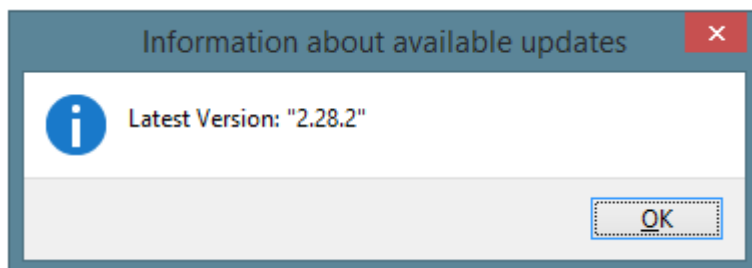 Information about available updates
Latest Version: "2.28.2"
OK